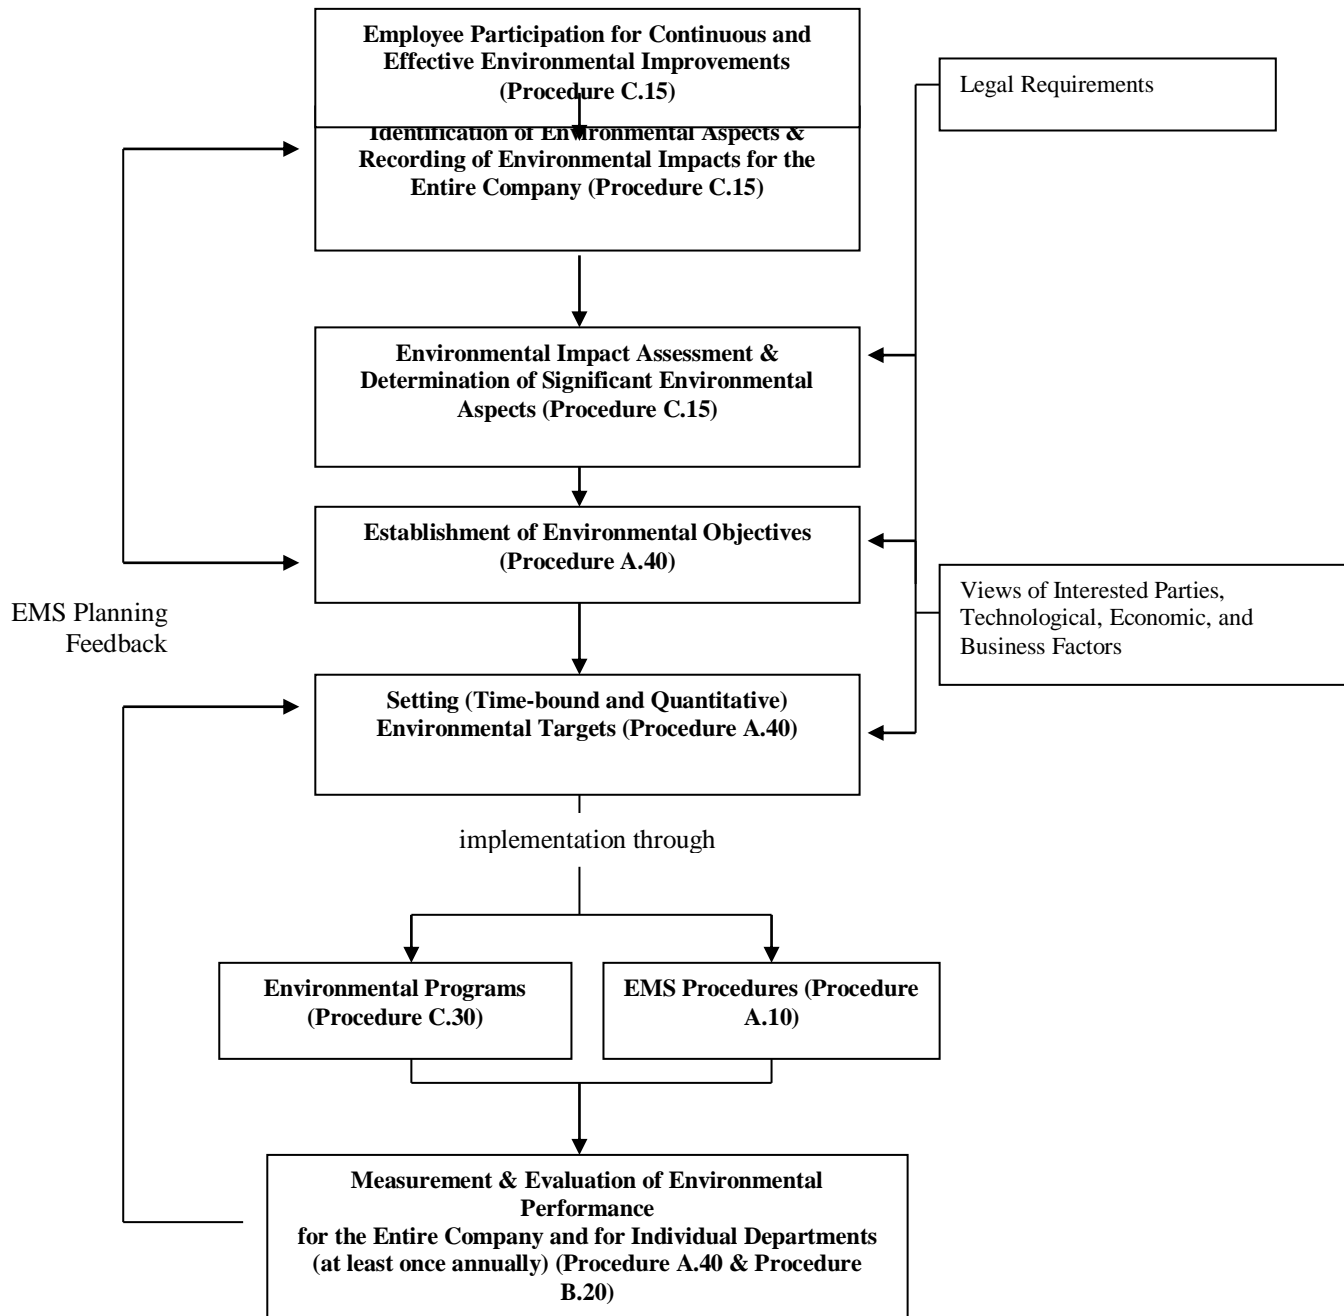 Employee Participation for Continuous and
Effective Environmental Improvements
(Procedure C.15)
Legal Requirements
Identification of Environmental Aspects &
Recording of Environmental Impacts for the
Entire Company (Procedure C.15)
Environmental Impact Assessment &
Determination of Significant Environmental
Aspects (Procedure C.15)
Establishment of Environmental Objectives
(Procedure A.40)
Views of Interested Parties,
Technological, Economic, and
Business Factors
EMS Planning
Feedback
Setting (Time-bound and Quantitative)
Environmental Targets (Procedure A.40)
implementation through
Environmental Programs
(Procedure C.30)
EMS Procedures (Procedure
A.10)
Measurement & Evaluation of Environmental
Performance
for the Entire Company and for Individual Departments
(at least once annually) (Procedure A.40 & Procedure
B.20)